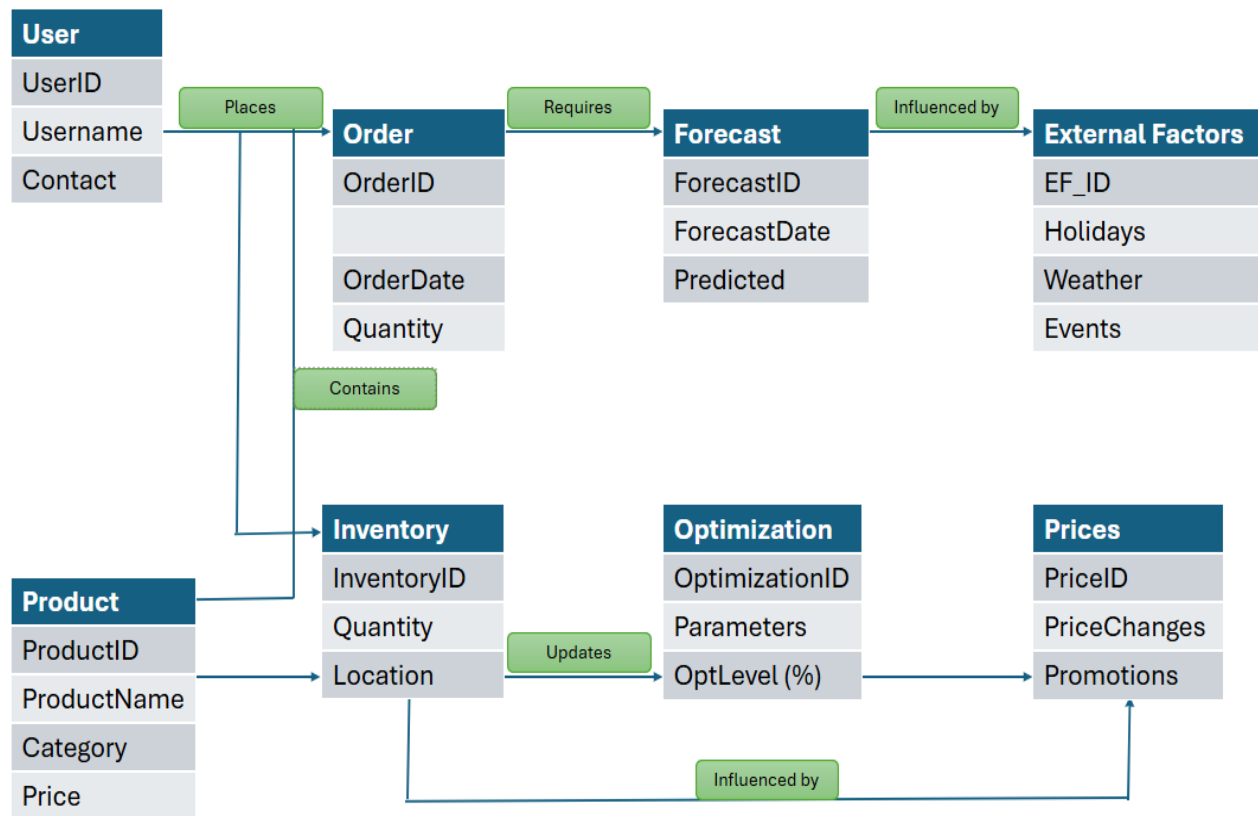 User
UserID
Username
Contact
Places
Order
OrderID
OrderDate
Quantity
Requires
Forecast
ForecastID
ForecastDate
Predicted
Influenced by
External Factors
EF_ID
Holidays
Weather
Events
Contains
Product
ProductID
ProductName
Category
Price
Inventory
InventoryID
Quantity
Location
Updates
Optimization
OptimizationID
Parameters
OptLevel (%)
Prices
PriceID
PriceChanges
Promotions
Influenced by